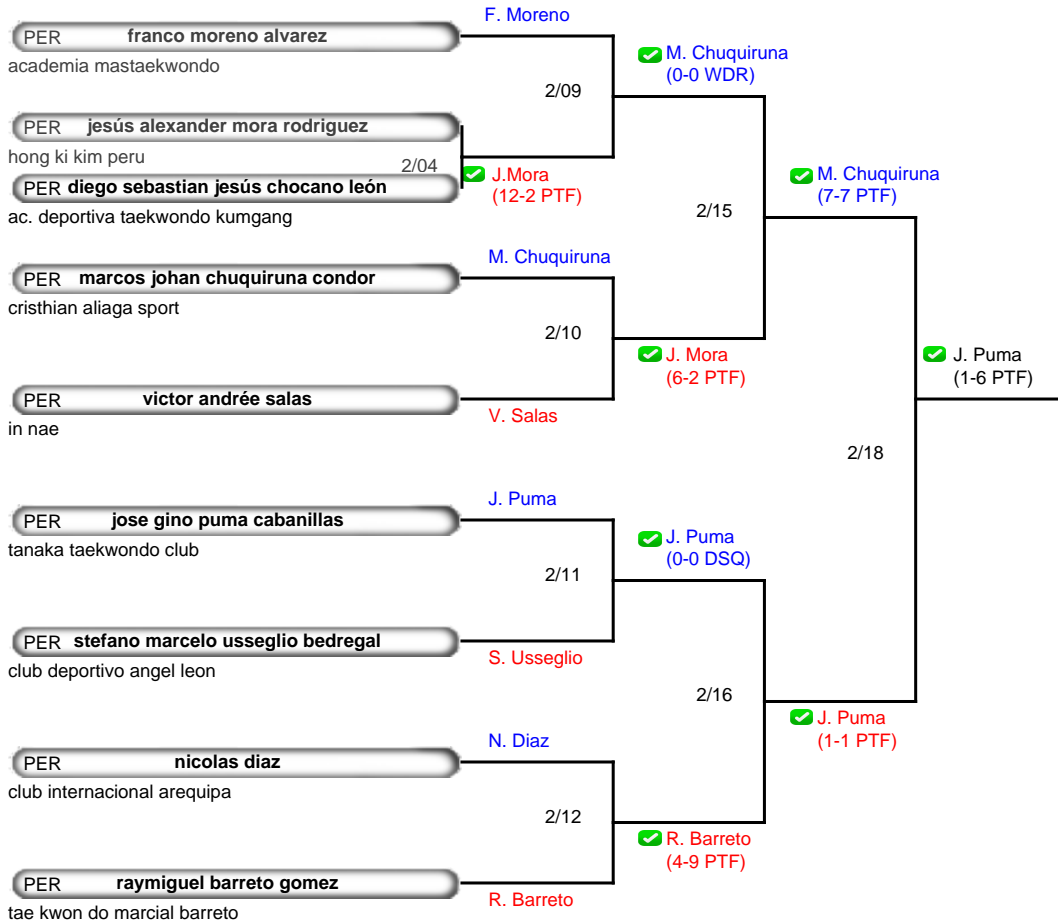 F. Moreno
PER franco moreno alvarez
academia mastaekwondo
M. Chuquiruna
(0-0 WDR)
2/09
PER jesús alexander mora rodriguez
hong ki kim peru
2/04
J.Mora
(12-2 PTF)
PER diego sebastian jesús chocano león
ac. deportiva taekwondo kumgang
M. Chuquiruna
(7-7 PTF)
2/15
M. Chuquiruna
PER marcos johan chuquiruna condor
cristhian aliaga sport
2/10
J. Mora
(6-2 PTF)
J. Puma
(1-6 PTF)
PER victor andrée salas
in nae
V. Salas
2/18
J. Puma
PER jose gino puma cabanillas
tanaka taekwondo club
J. Puma
(0-0 DSQ)
2/11
PER stefano marcelo usseglio bedregal
club deportivo angel leon
S. Usseglio
2/16
J. Puma
(1-1 PTF)
N. Diaz
PER nicolas diaz
club internacional arequipa
2/12
R. Barreto
(4-9 PTF)
PER raymiguel barreto gomez
tae kwon do marcial barreto
R. Barreto